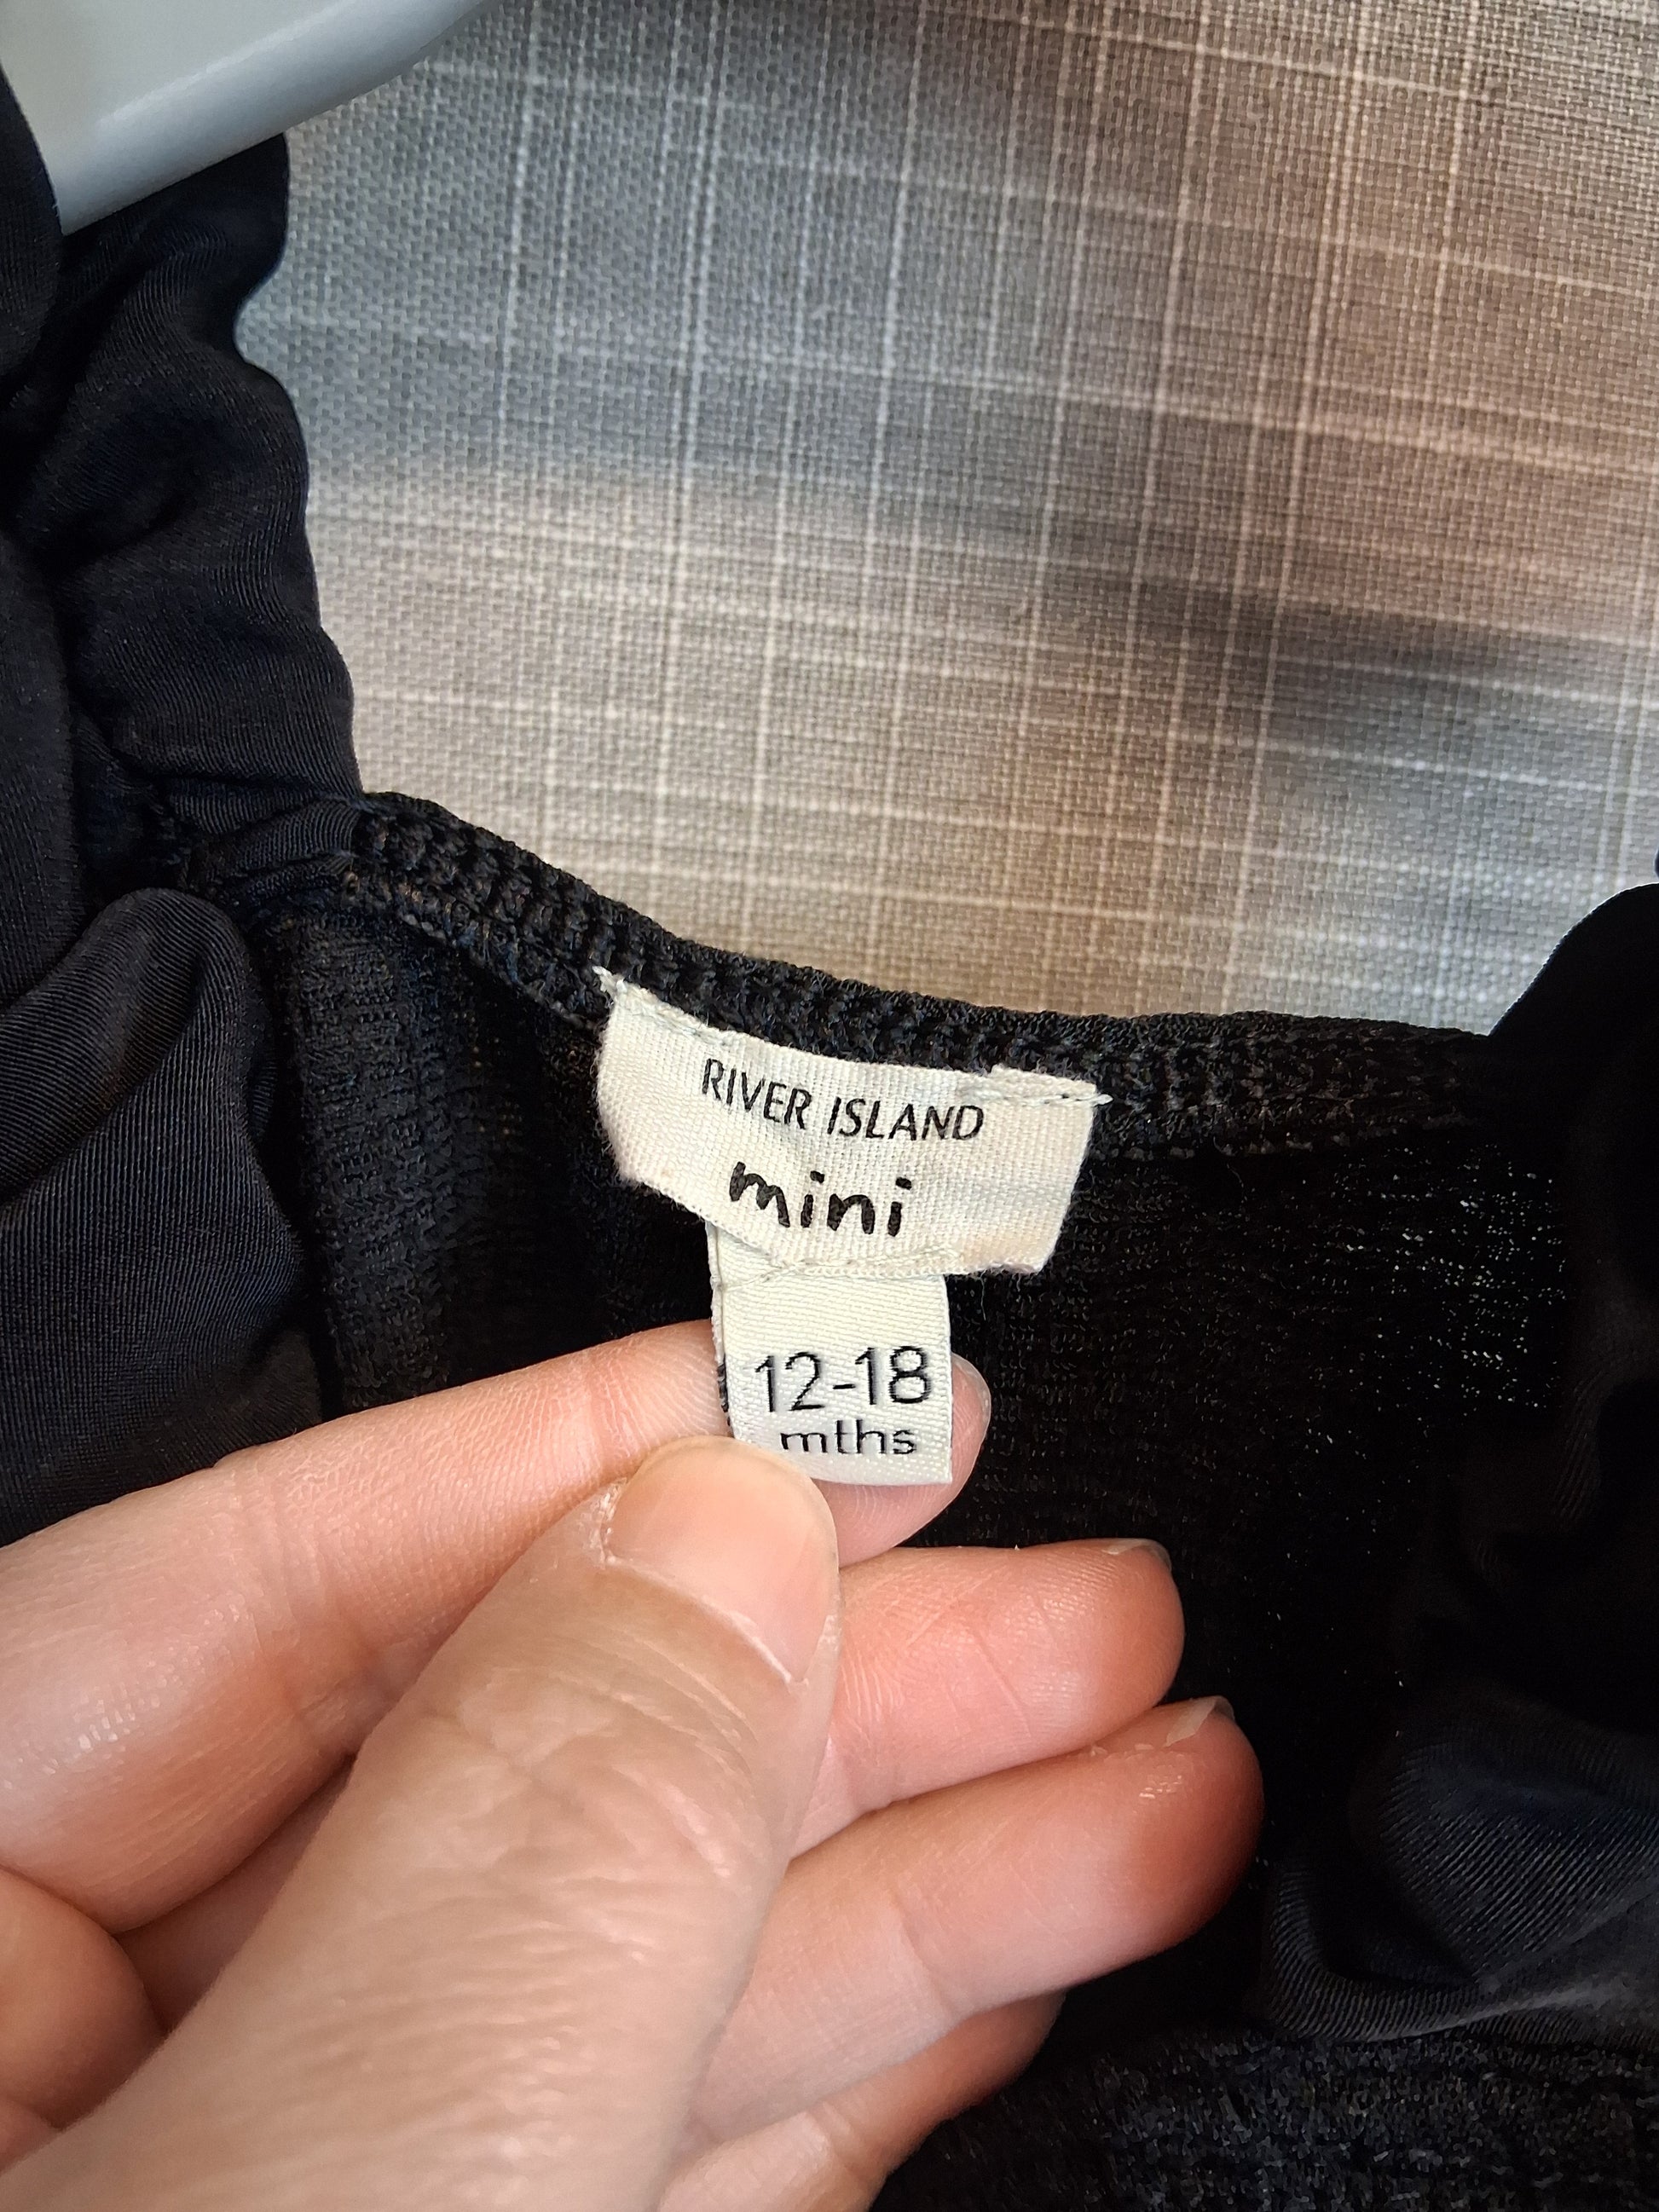 RIVER ISLAND
mini
12-18
mths